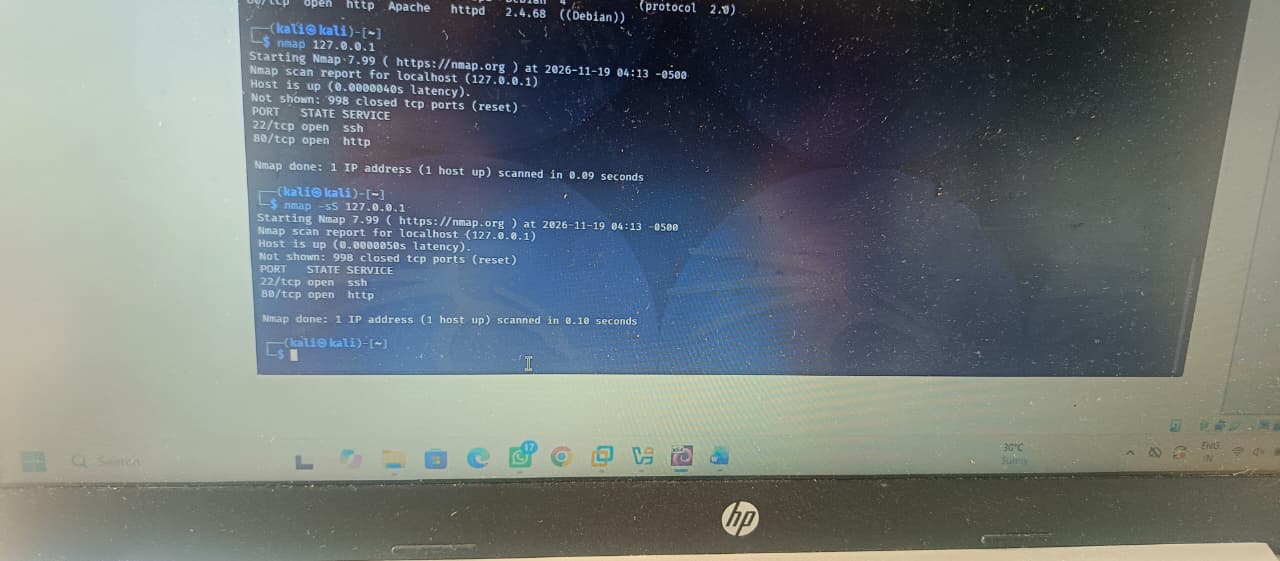 80/tcp open http Apache httpd 2.4.68 ((Debian)) (protocol 2.0)
┌──(kali㉿kali)-[~]
└─$ nmap 127.0.0.1
Starting Nmap 7.99 ( https://nmap.org ) at 2026-11-19 04:13 -0500
Nmap scan report for localhost (127.0.0.1)
Host is up (0.0000040s latency).
Not shown: 998 closed tcp ports (reset)
PORT STATE SERVICE
22/tcp open ssh
80/tcp open http
Nmap done: 1 IP address (1 host up) scanned in 0.09 seconds
┌──(kali㉿kali)-[~]
└─$ nmap -sS 127.0.0.1
Starting Nmap 7.99 ( https://nmap.org ) at 2026-11-19 04:13 -0500
Nmap scan report for localhost (127.0.0.1)
Host is up (0.0000050s latency).
Not shown: 998 closed tcp ports (reset)
PORT STATE SERVICE
22/tcp open ssh
80/tcp open http
Nmap done: 1 IP address (1 host up) scanned in 0.10 seconds
┌──(kali㉿kali)-[~]
└─$
Search
17
30°C
Sunny
ENG
IN
hp